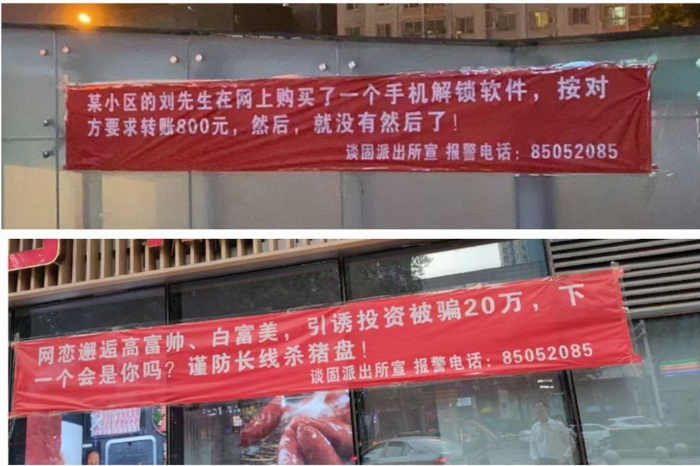 某小区的刘先生在网上购买了一个手机解锁软件，按对
方要求转账800元，然后，就没有然后了！
谈固派出所宣 报警电话：85052085
网恋邂逅高富帅、白富美，引诱投资被骗20万，下
一个会是你吗？谨防长线杀猪盘！
谈固派出所宣 报警电话：85052085